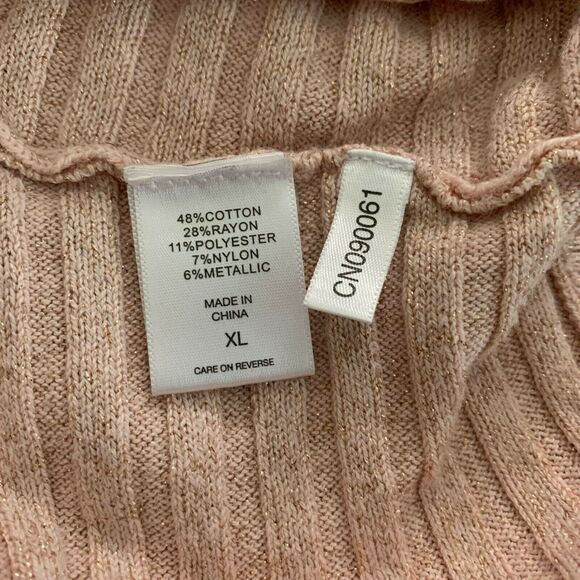 48%COTTON
28%RAYON
11%POLYESTER
7%NYLON
6%METALLIC
MADE IN
CHINA
XL
CARE ON REVERSE
CN090061